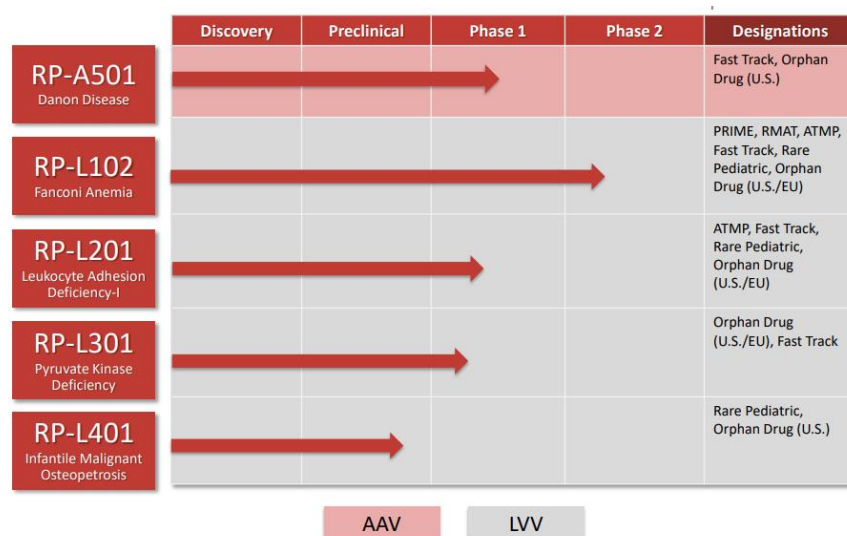 Discovery
Preclinical
Phase 1
Phase 2
Designations
RP-A501
Danon Disease
Fast Track, Orphan
Drug (U.S.)
RP-L102
Fanconi Anemia
PRIME, RMAT, ATMP,
Fast Track, Rare
Pediatric, Orphan
Drug (U.S./EU)
RP-L201
Leukocyte Adhesion
Deficiency-I
ATMP, Fast Track,
Rare Pediatric,
Orphan Drug
(U.S./EU)
RP-L301
Pyruvate Kinase
Deficiency
Orphan Drug
(U.S./EU), Fast Track
RP-L401
Infantile Malignant
Osteopetrosis
Rare Pediatric,
Orphan Drug (U.S.)
AAV
LVV